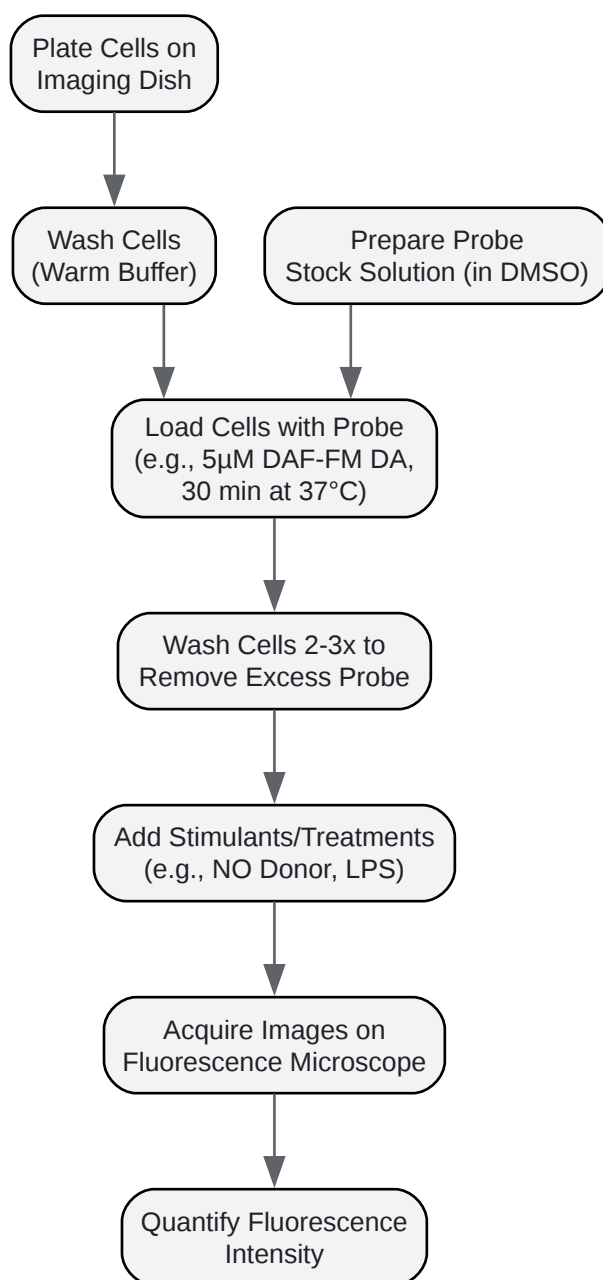 Plate Cells on
Imaging Dish
Wash Cells
(Warm Buffer)
Prepare Probe
Stock Solution (in DMSO)
Load Cells with Probe
(e.g., 5µM DAF-FM DA,
30 min at 37°C)
Wash Cells 2-3x to
Remove Excess Probe
Add Stimulants/Treatments
(e.g., NO Donor, LPS)
Acquire Images on
Fluorescence Microscope
Quantify Fluorescence
Intensity